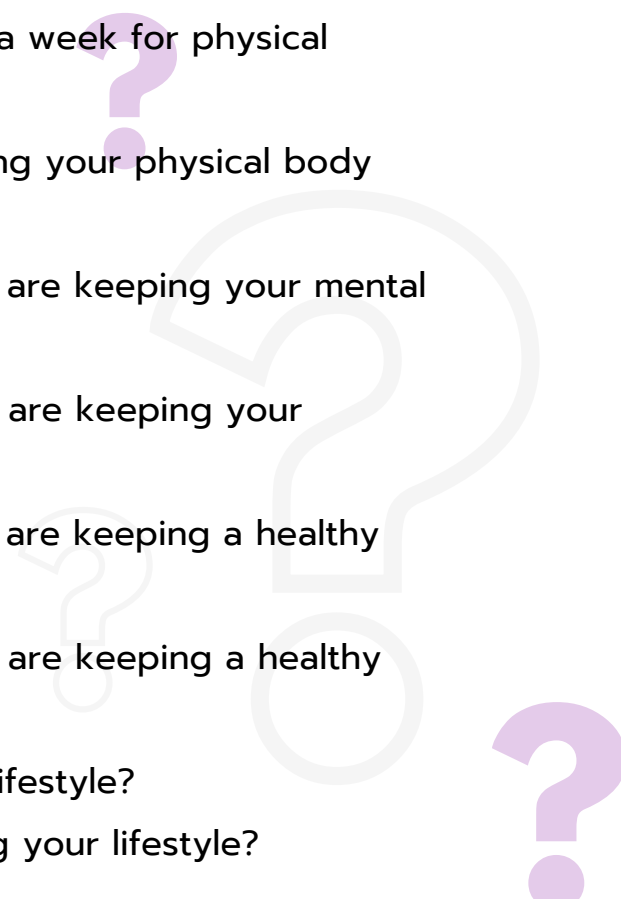 a week for physical
ng your physical body
are keeping your mental
are keeping your
are keeping a healthy
are keeping a healthy
ifestyle?
g your lifestyle?